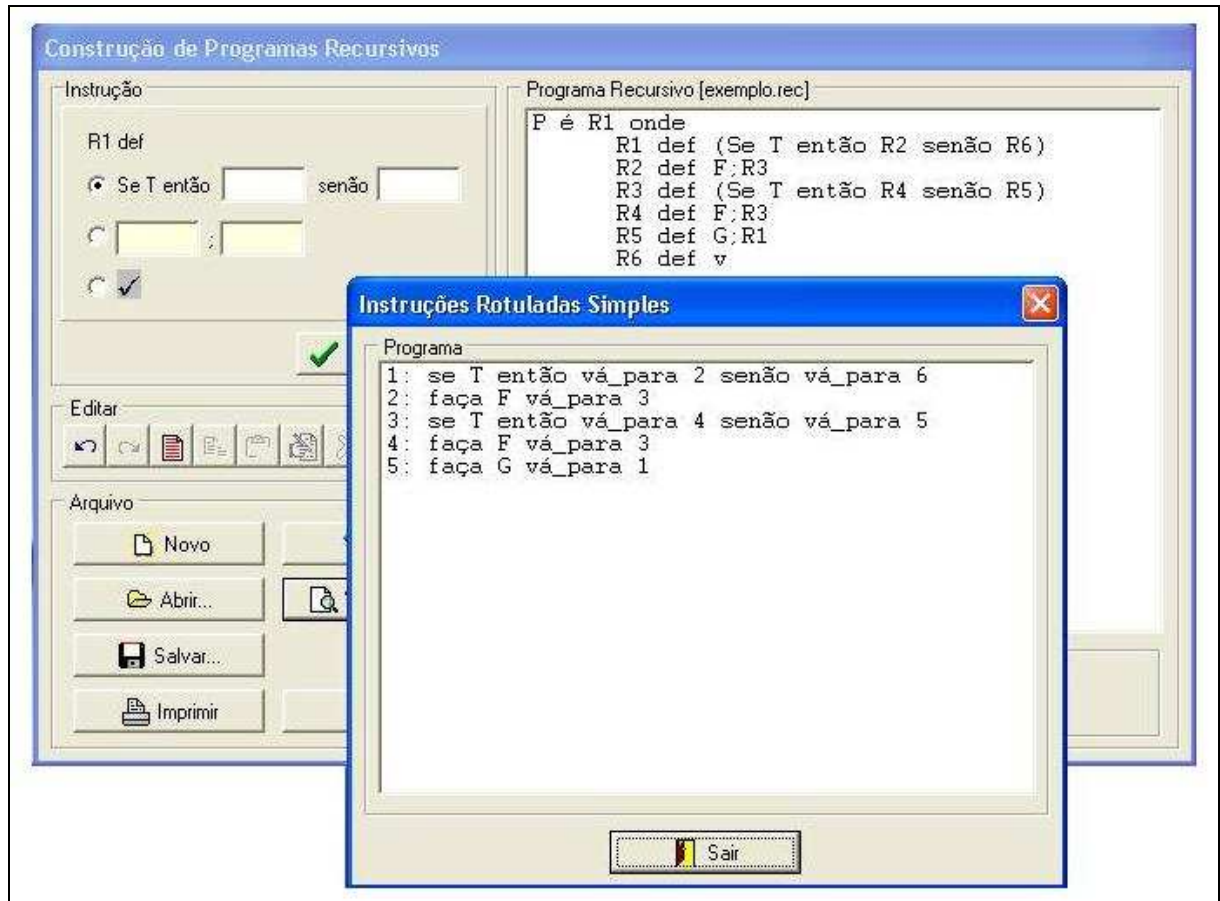 Construção de Programas Recursivos
Instrução
R1 def
Se T então senão
;
Programa Recursivo [exemplo.rec]
P é R1 onde
R1 def (Se T então R2 senão R6)
R2 def F;R3
R3 def (Se T então R4 senão R5)
R4 def F;R3
R5 def G;R1
R6 def v
Editar
Arquivo
Novo
Abrir...
Salvar...
Imprimir
Instruções Rotuladas Simples
Programa
1: se T então vá_para 2 senão vá_para 6
2: faça F vá_para 3
3: se T então vá_para 4 senão vá_para 5
4: faça F vá_para 3
5: faça G vá_para 1
Sair